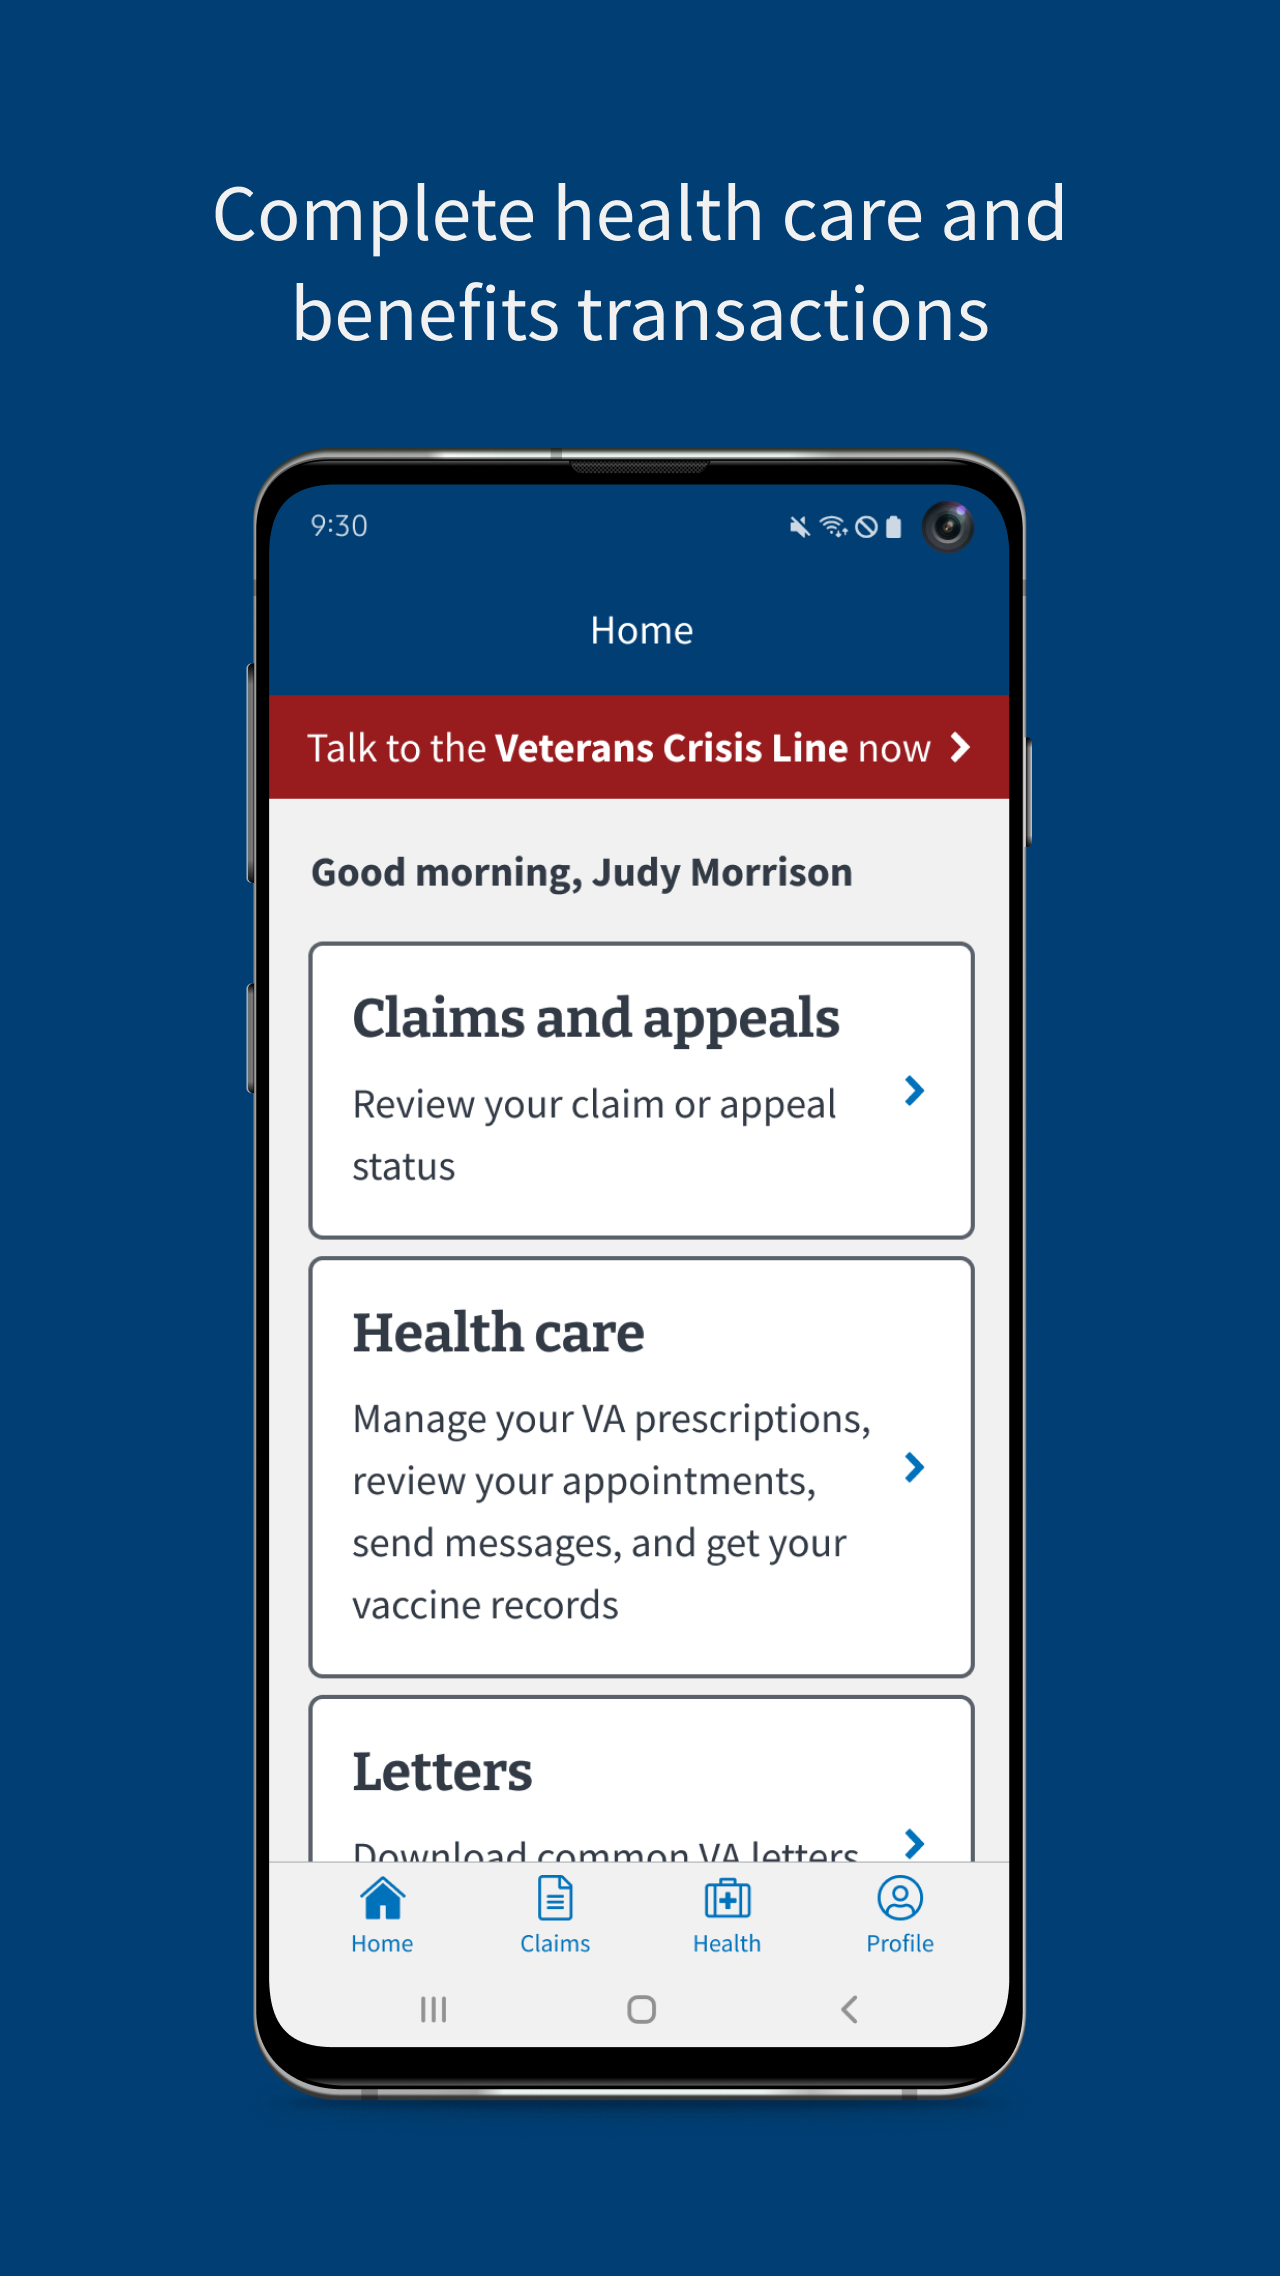 Complete health care and
benefits transactions
9:30
Home
Talk to the Veterans Crisis Line now
Good morning, Judy Morrison
Claims and appeals
Review your claim or appeal
status
Health care
Manage your VA prescriptions,
review your appointments,
send messages, and get your
vaccine records
Letters
Download common VA letters
Home Claims Health Profile